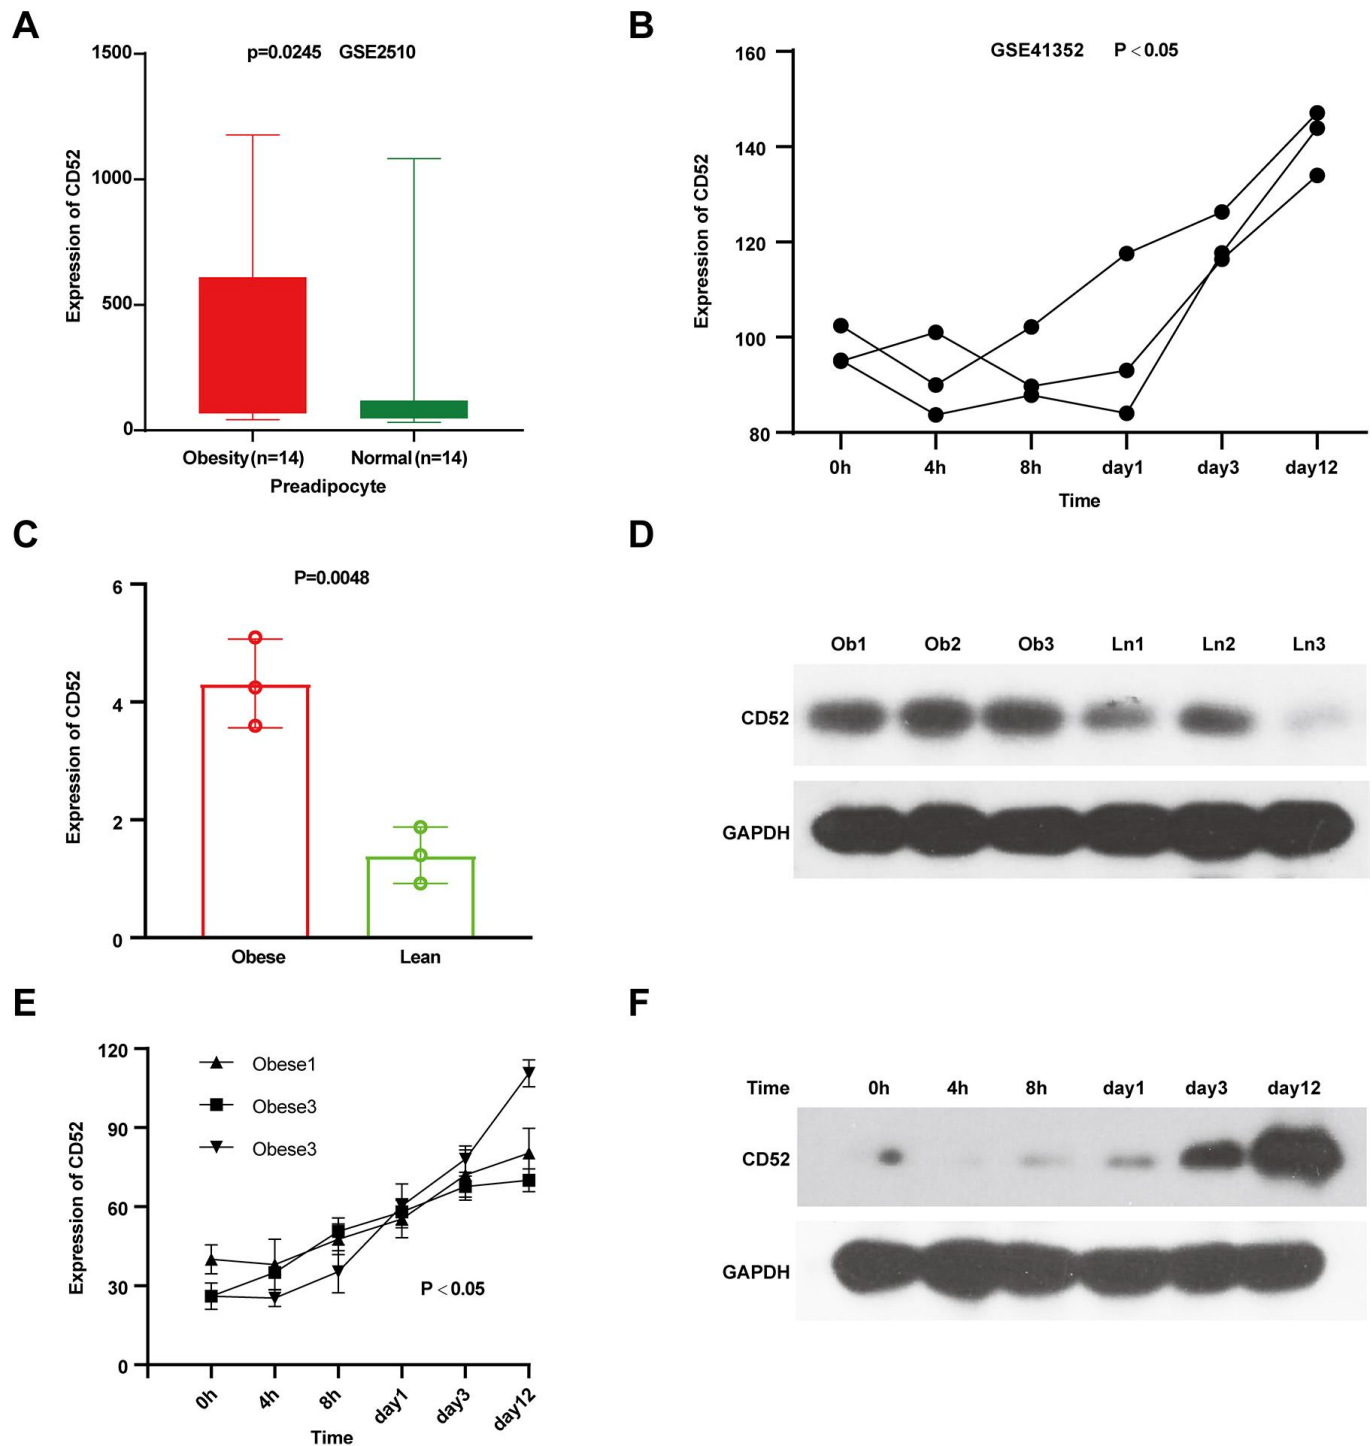 A
p=0.0245 GSE2510
1500
1000
500
0
Expression of CD52
Obesity(n=14) Normal(n=14)
Preadipocyte
B
GSE41352 P<0.05
160
140
120
100
80
Expression of CD52
0h 4h 8h day1 day3 day12
Time
C
P=0.0048
6
4
2
0
Expression of CD52
Obese Lean
D
Ob1 Ob2 Ob3 Ln1 Ln2 Ln3
CD52
GAPDH
E
120
90
60
30
0
Expression of CD52
Obese1
Obese3
Obese3
P<0.05
0h 4h 8h day1 day3 day12
Time
F
Time 0h 4h 8h day1 day3 day12
CD52
GAPDH